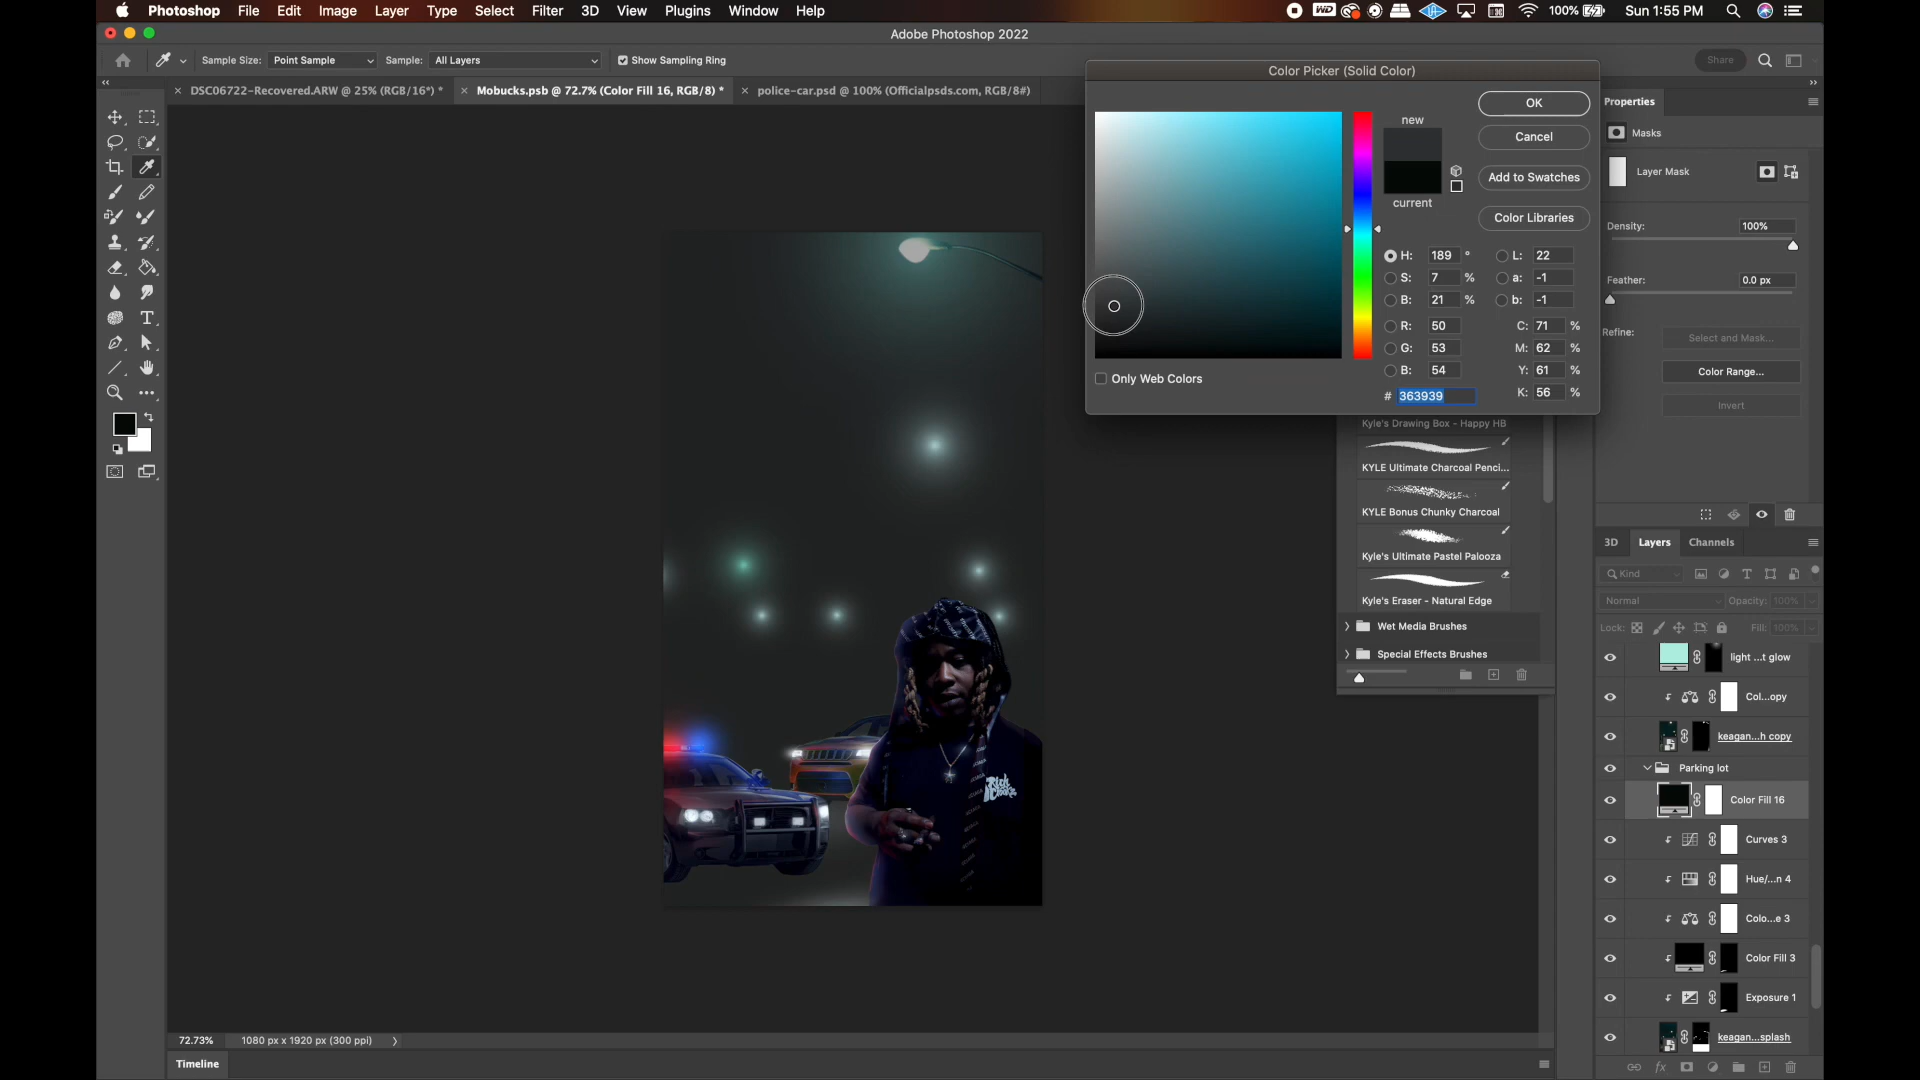 Photoshop File Edit Image Layer Type Select Filter 3D View Plugins Window Help
100% Sun 1:55 PM
Adobe Photoshop 2022
Sample Size: Point Sample Sample: All Layers Show Sampling Ring
Share
DSC06722-Recovered.ARW @ 25% (RGB/16*) *
Mobucks.psb @ 72.7% (Color Fill 16, RGB/8) *
police-car.psd @ 100% (Officialpsds.com, RGB/8#)
Color Picker (Solid Color)
new
current
OK
Cancel
Add to Swatches
Color Libraries
H: 189 °
S: 7 %
B: 21 %
R: 50
G: 53
B: 54
# 363939
L: 22
a: -1
b: -1
C: 71 %
M: 62 %
Y: 61 %
K: 56 %
Only Web Colors
Kyle's Drawing Box - Happy HB
KYLE Ultimate Charcoal Penci...
KYLE Bonus Chunky Charcoal
Kyle's Ultimate Pastel Palooza
Kyle's Eraser - Natural Edge
Wet Media Brushes
Special Effects Brushes
Properties
Masks
Layer Mask
Density: 100%
Feather: 0.0 px
Refine:
Select and Mask...
Color Range...
Invert
3D Layers Channels
Kind
Normal Opacity: 100%
Lock: Fill: 100%
light ...t glow
Col...opy
keagan...h copy
Parking lot
Color Fill 16
Curves 3
Hue/...n 4
Colo...e 3
Color Fill 3
Exposure 1
keagan...splash
72.73% 1080 px x 1920 px (300 ppi)
Timeline